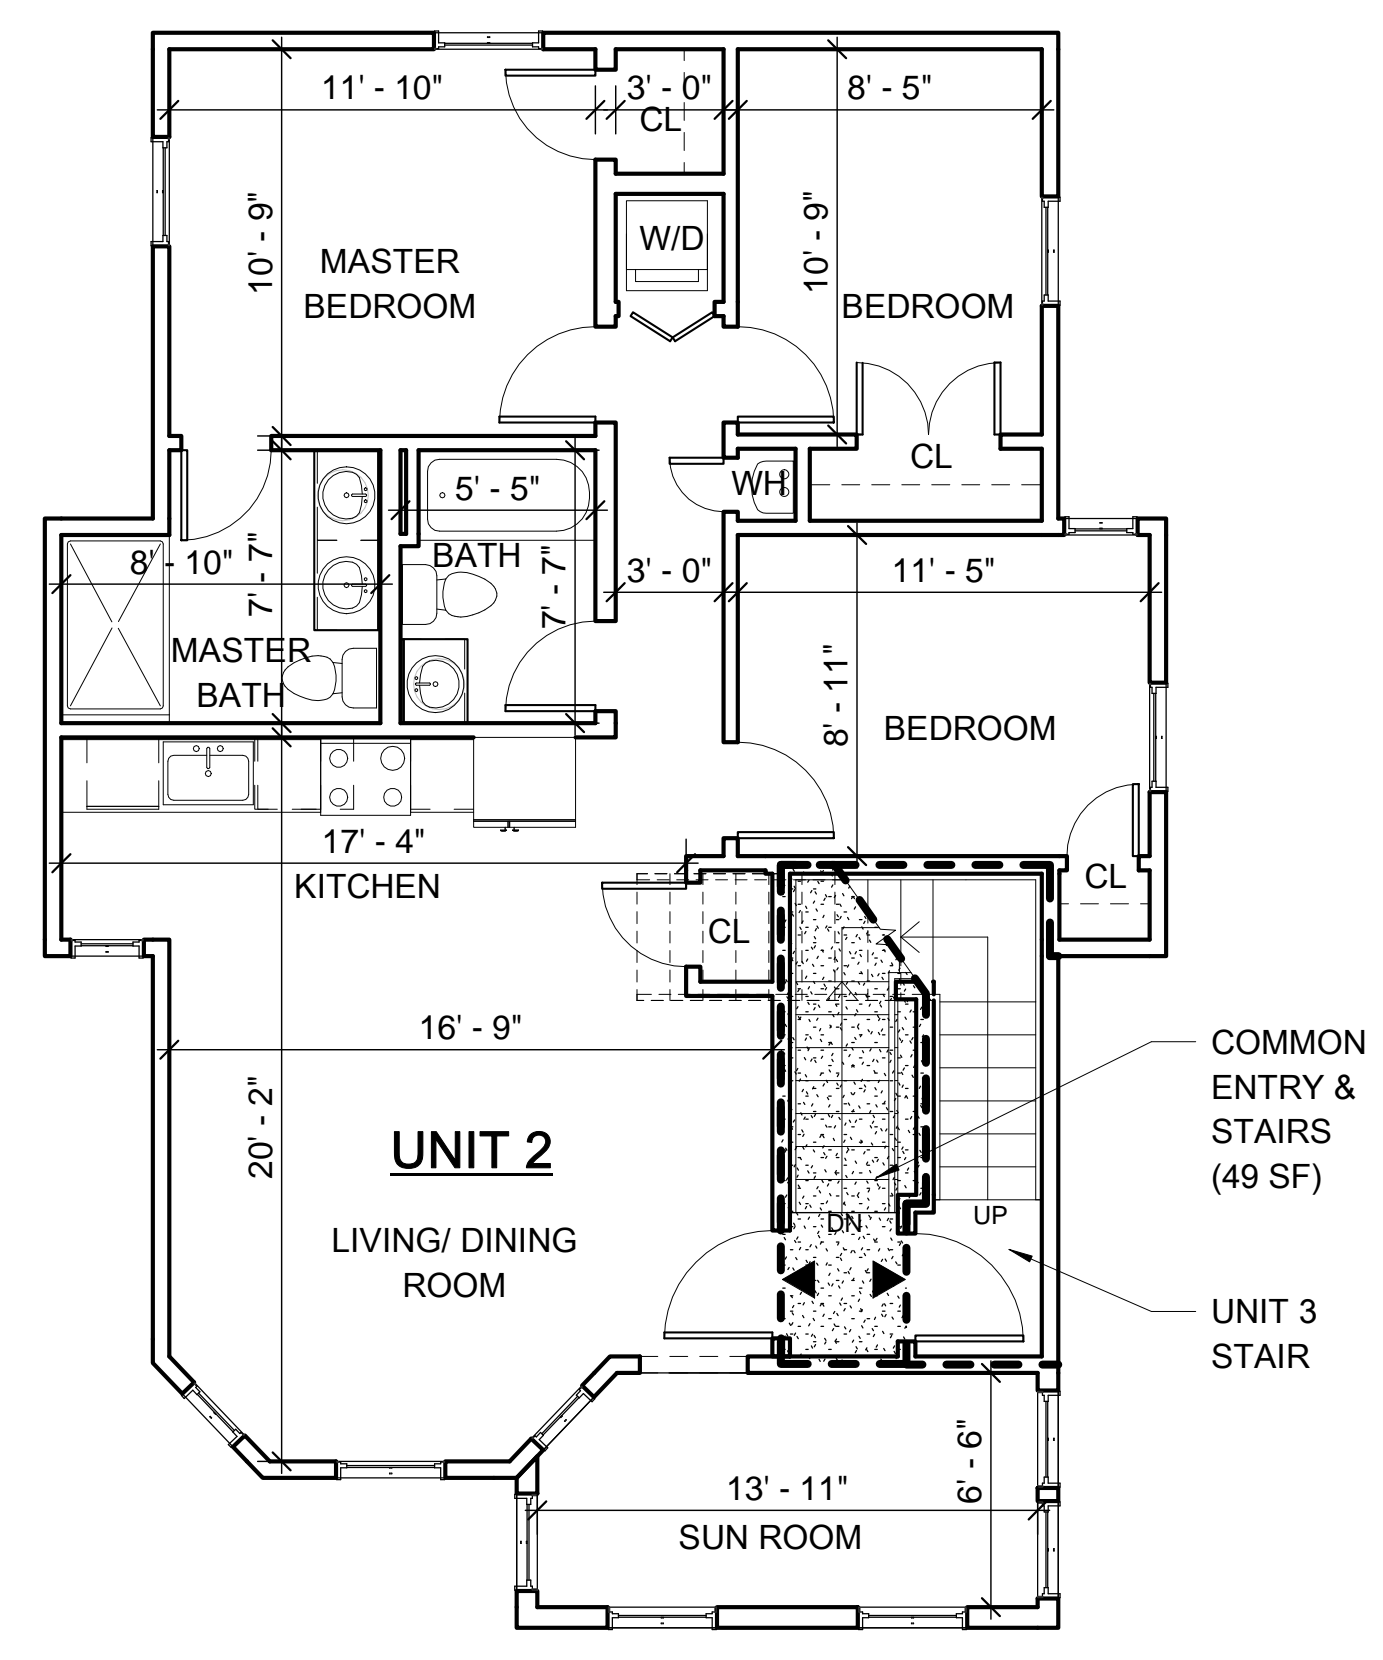 11' - 10"
3' - 0"
8' - 5"
CL
10' - 9"
W/D
10' - 9"
MASTER
BEDROOM
BEDROOM
CL
WH
5' - 5"
BATH
8' - 10"
7' - 7"
7' - 7"
3' - 0"
11' - 5"
MASTER
BATH
8' - 11"
BEDROOM
17' - 4"
KITCHEN
CL
CL
16' - 9"
COMMON
ENTRY &
STAIRS
(49 SF)
20' - 2"
UNIT 2
DN
UP
LIVING/ DINING
ROOM
UNIT 3
STAIR
6' - 6"
13' - 11"
SUN ROOM